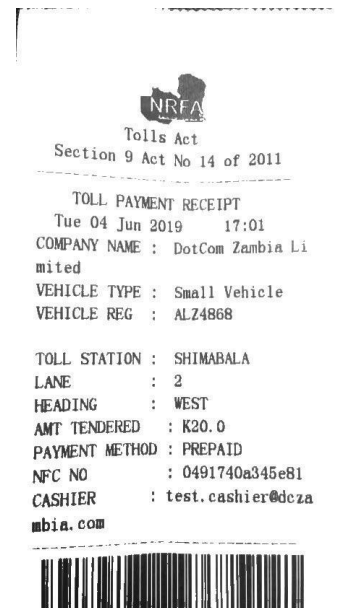 NRFA
Tolls Act
Section 9 Act No 14 of 2011
TOLL PAYMENT RECEIPT
Tue 04 Jun 2019 17:01
COMPANY NAME : DotCom Zambia Li
mited
VEHICLE TYPE : Small Vehicle
VEHICLE REG : ALZ4868
TOLL STATION : SHIMABALA
LANE : 2
HEADING : WEST
AMT TENDERED : K20.0
PAYMENT METHOD : PREPAID
NFC NO : 0491740a345e81
CASHIER : test.cashier@dcza
mbia.com